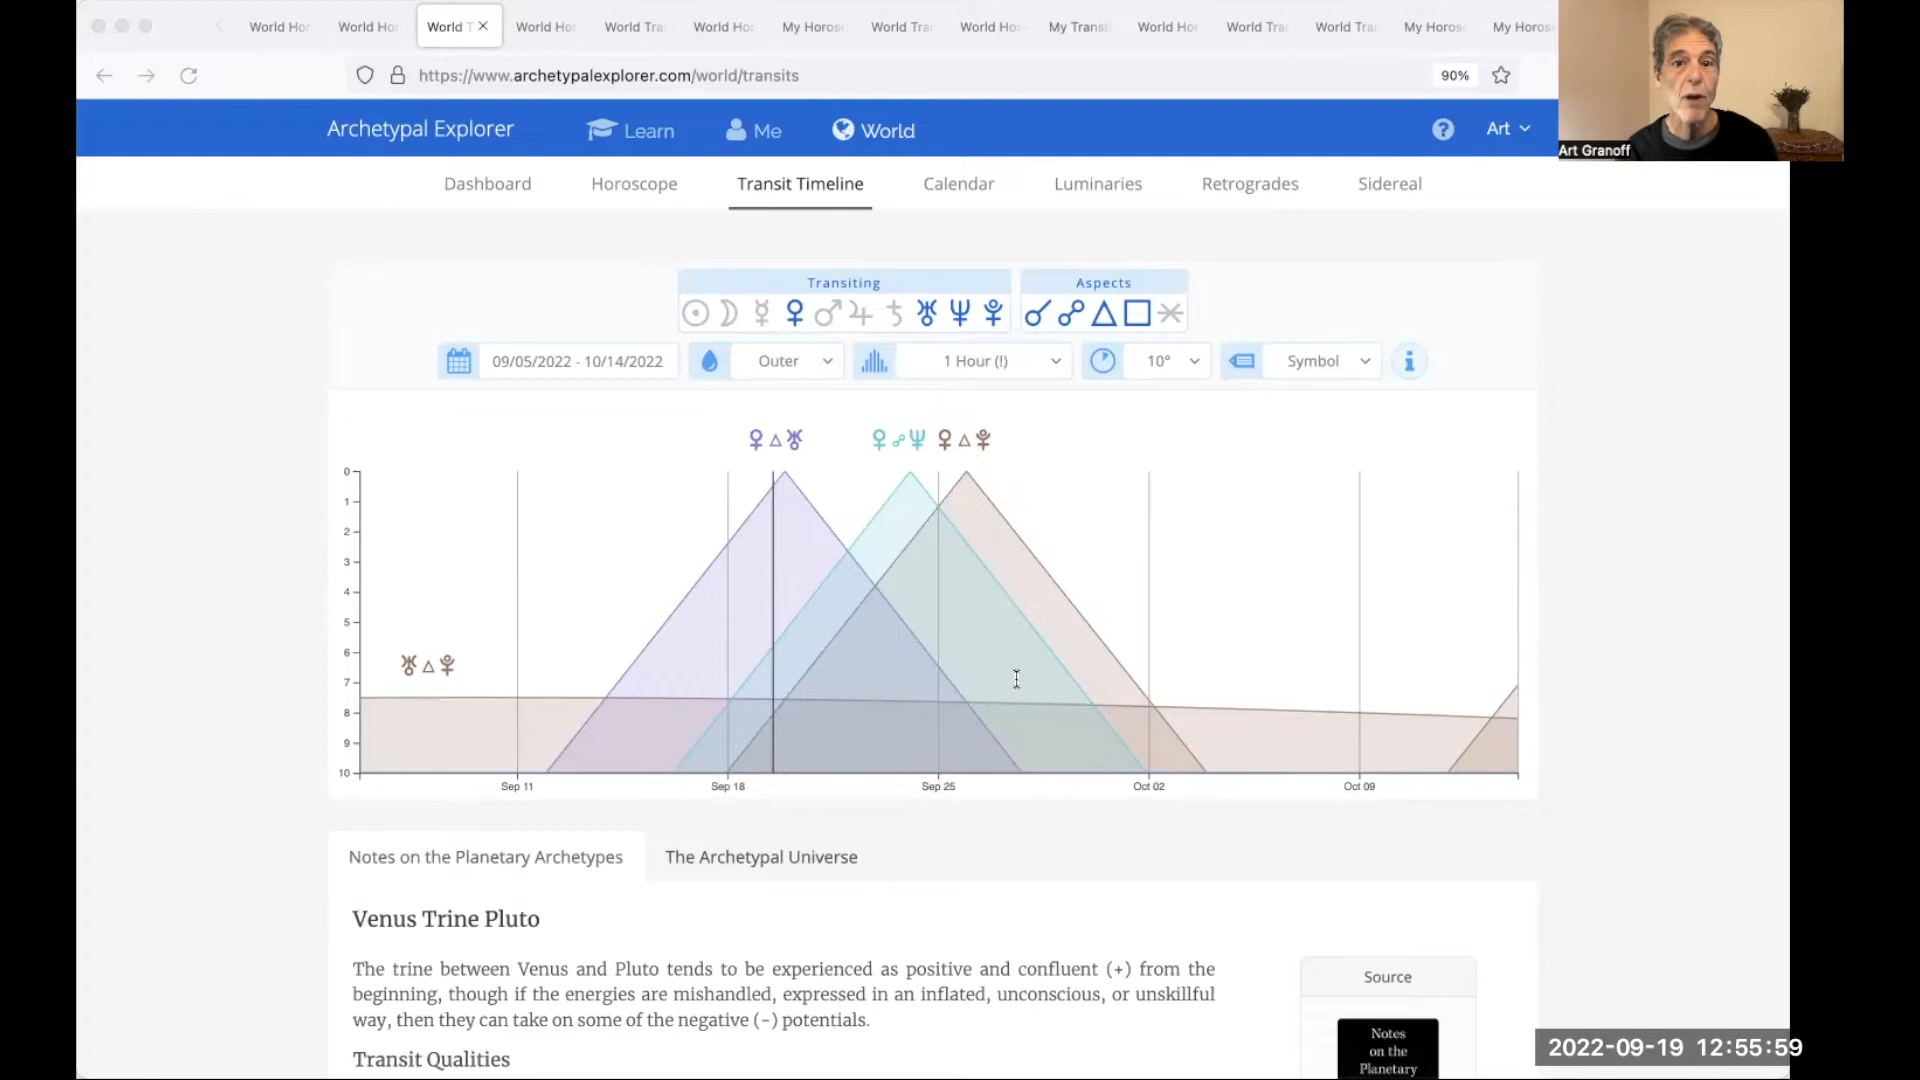 World Hor
World Hor
World T
World Hor
World Tra
World Ho
My Horos
World Trar
World Ho
My Transi
World Hor
World Tra
World Tra
My Horos
My Horos
https://www.archetypalexplorer.com/world/transits
90%
Archetypal Explorer
Learn
Me
World
?
Art
Art Granoff
Dashboard
Horoscope
Transit Timeline
Calendar
Luminaries
Retrogrades
Sidereal
Transiting
Aspects
☉ ☽ ☿ ♀ ♂ ♃ ♄ ♅ ♆ ⯓
☌ ☍ △ □ ⚹
09/05/2022 - 10/14/2022
Outer
1 Hour (!)
10°
Symbol
i
♀ △ ♅
♀ ☍ ♆
♀ △ ⯓
♅ △ ⯓
0
1
2
3
4
5
6
7
8
9
10
Sep 11
Sep 18
Sep 25
Oct 02
Oct 09
Notes on the Planetary Archetypes
The Archetypal Universe
Venus Trine Pluto
The trine between Venus and Pluto tends to be experienced as positive and confluent (+) from the
beginning, though if the energies are mishandled, expressed in an inflated, unconscious, or unskillful
way, then they can take on some of the negative (-) potentials.
Transit Qualities
Source
Notes
on the
Planetary
2022-09-19 12:55:59